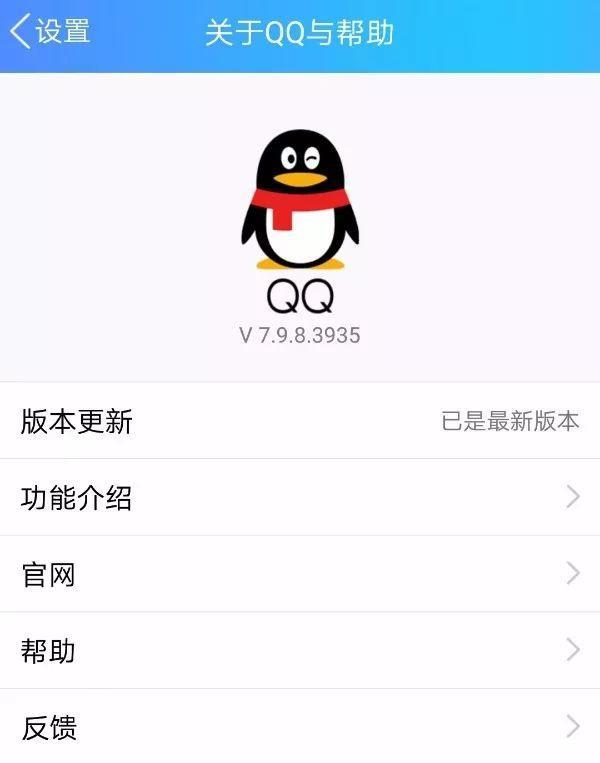 设置 关于QQ与帮助
QQ
V 7.9.8.3935
版本更新 已是最新版本
功能介绍
官网
帮助
反馈